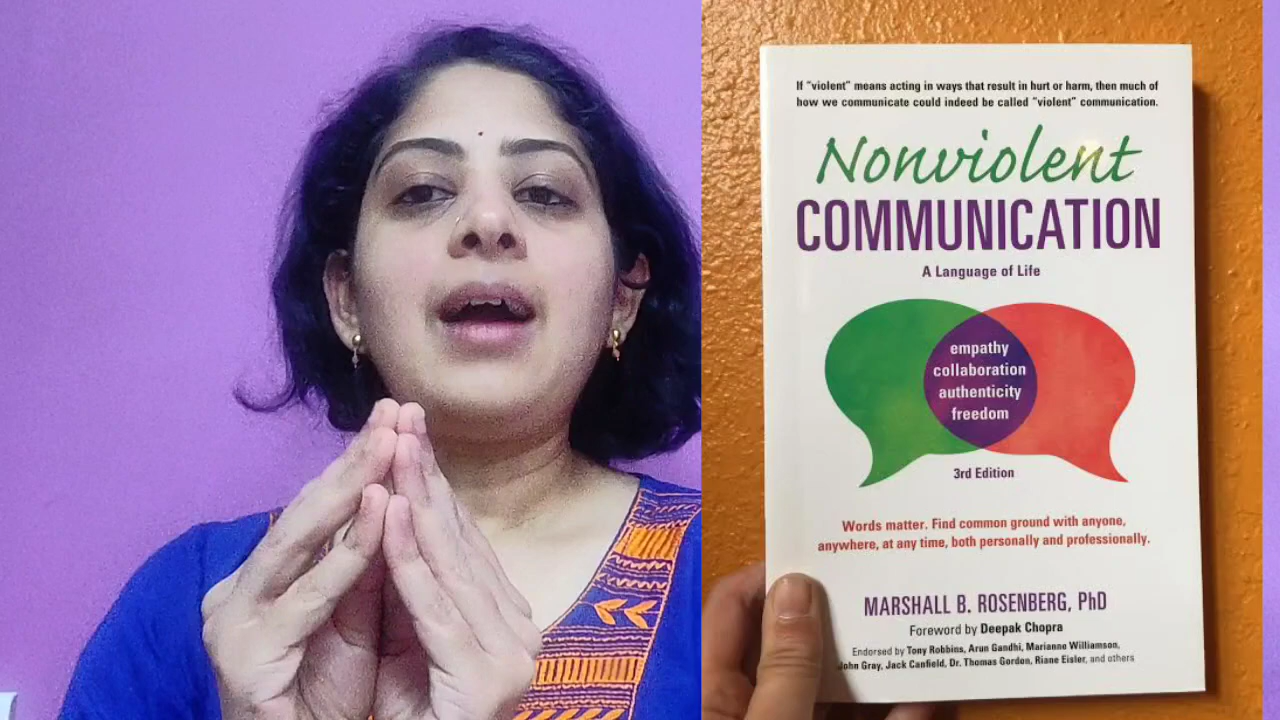 If "violent" means acting in ways that result in hurt or harm, then much of
how we communicate could indeed be called "violent" communication.
Nonviolent
COMMUNICATION
A Language of Life
empathy
collaboration
authenticity
freedom
3rd Edition
Words matter. Find common ground with anyone,
anywhere, at any time, both personally and professionally.
MARSHALL B. ROSENBERG, PhD
Foreword by Deepak Chopra
Endorsed by Tony Robbins, Arun Gandhi, Marianne Williamson,
John Gray, Jack Canfield, Dr. Thomas Gordon, Riane Eisler, and others